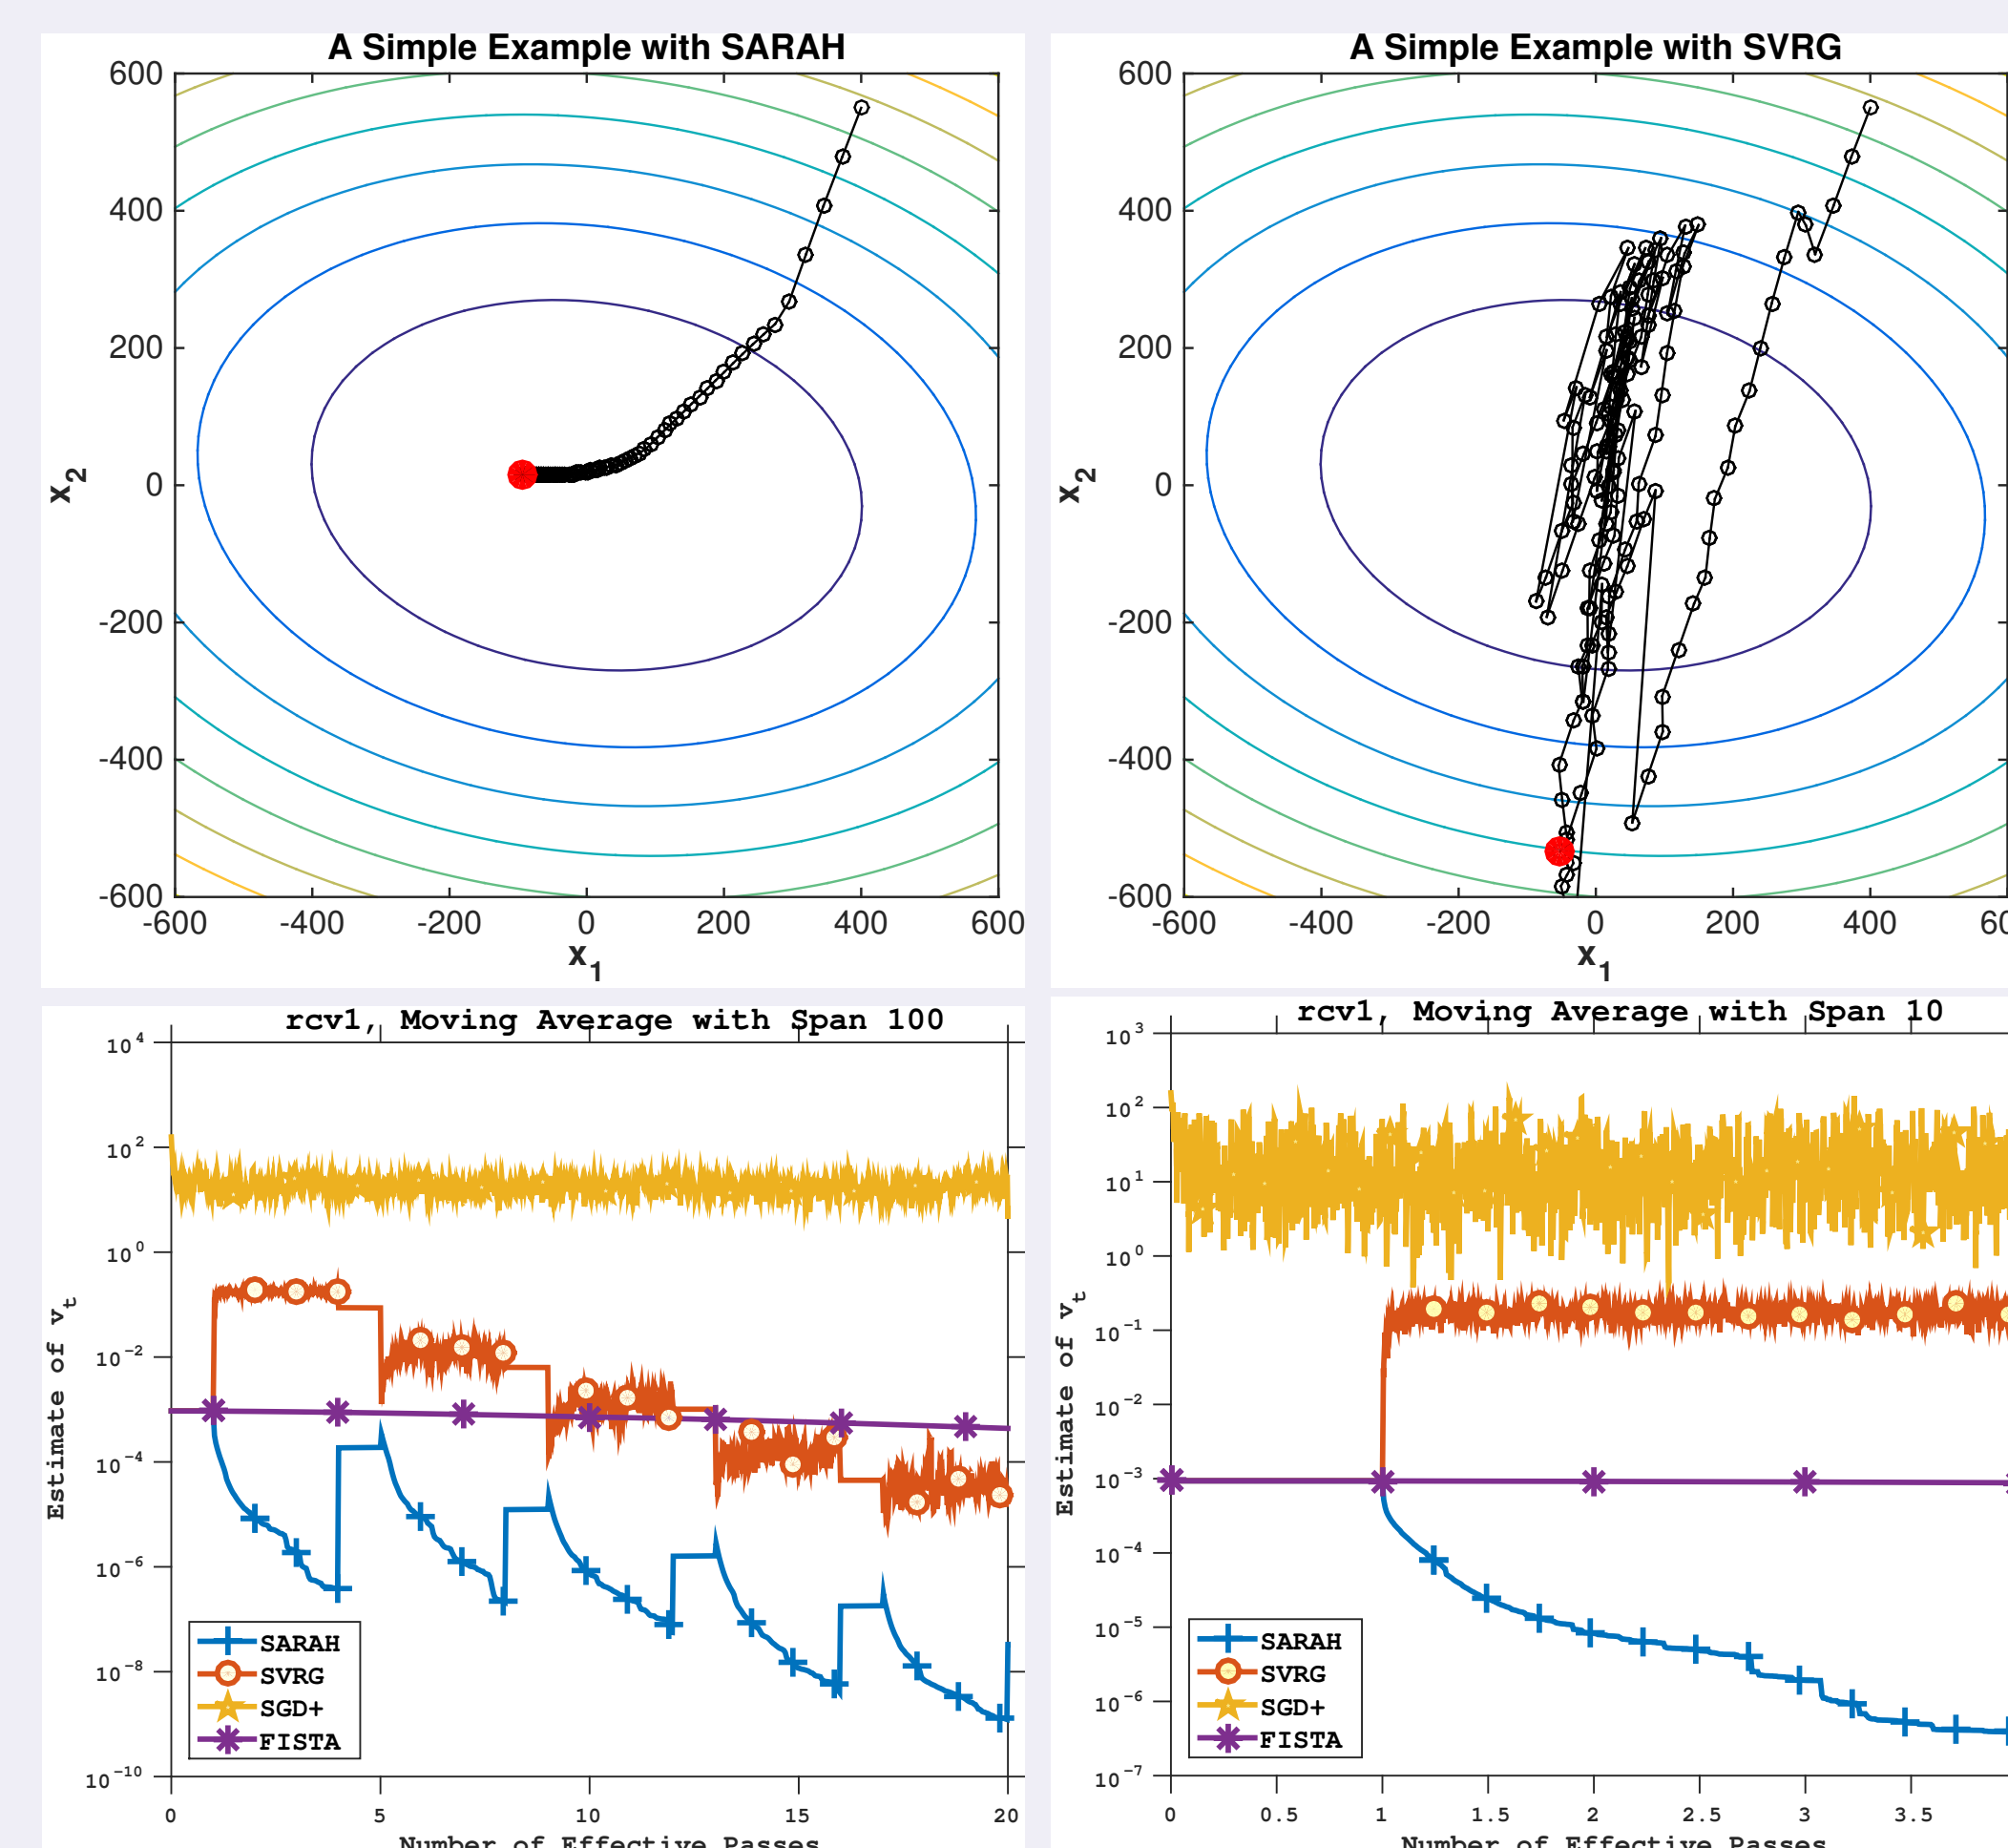 A Simple Example with SARAH
600
400
200
0
-200
-400
-600
x2
-600 -400 -200 0 200 400 600
x1
A Simple Example with SVRG
600
400
200
0
-200
-400
-600
x2
-600 -400 -200 0 200 400
x1
rcv1, Moving Average with Span 100
10^4
10^2
10^0
10^-2
10^-4
10^-6
10^-8
10^-10
Estimate of vt
SARAH
SVRG
SGD+
FISTA
0 5 10 15 20
Number of Effective Passes
rcv1, Moving Average with Span 10
10^3
10^2
10^1
10^0
10^-1
10^-2
10^-3
10^-4
10^-5
10^-6
10^-7
Estimate of vt
SARAH
SVRG
SGD+
FISTA
0 0.5 1 1.5 2 2.5 3 3.5
Number of Effective Passes